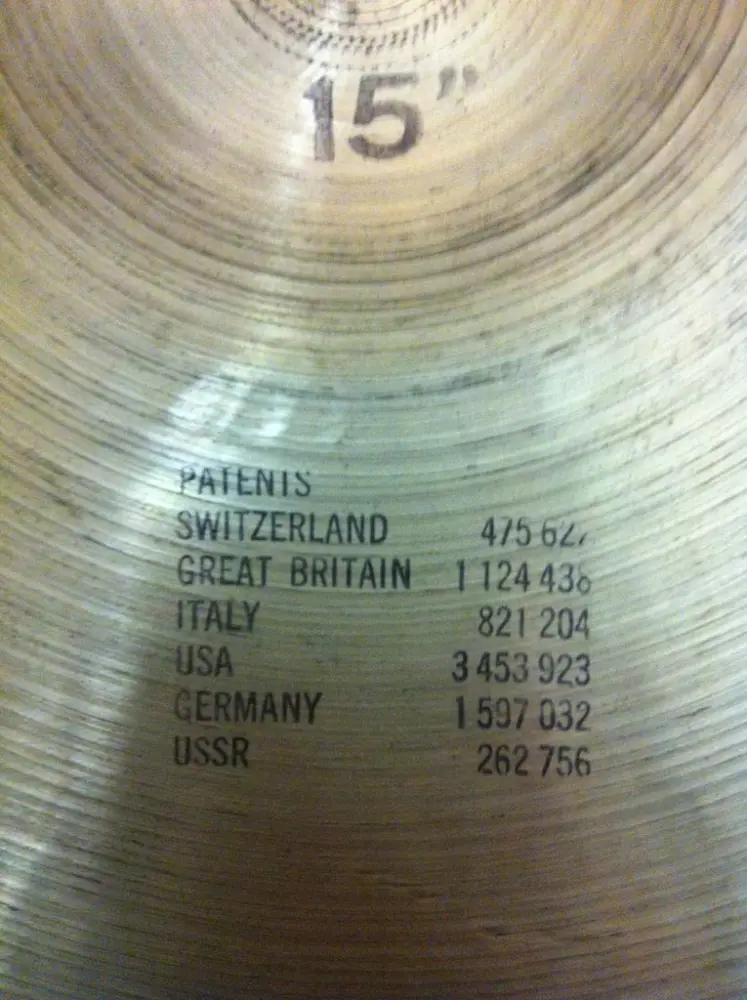 15"
PATENTS
SWITZERLAND 475 627
GREAT BRITAIN 1 124 438
ITALY 821 204
USA 3 453 923
GERMANY 1 597 032
USSR 262 756